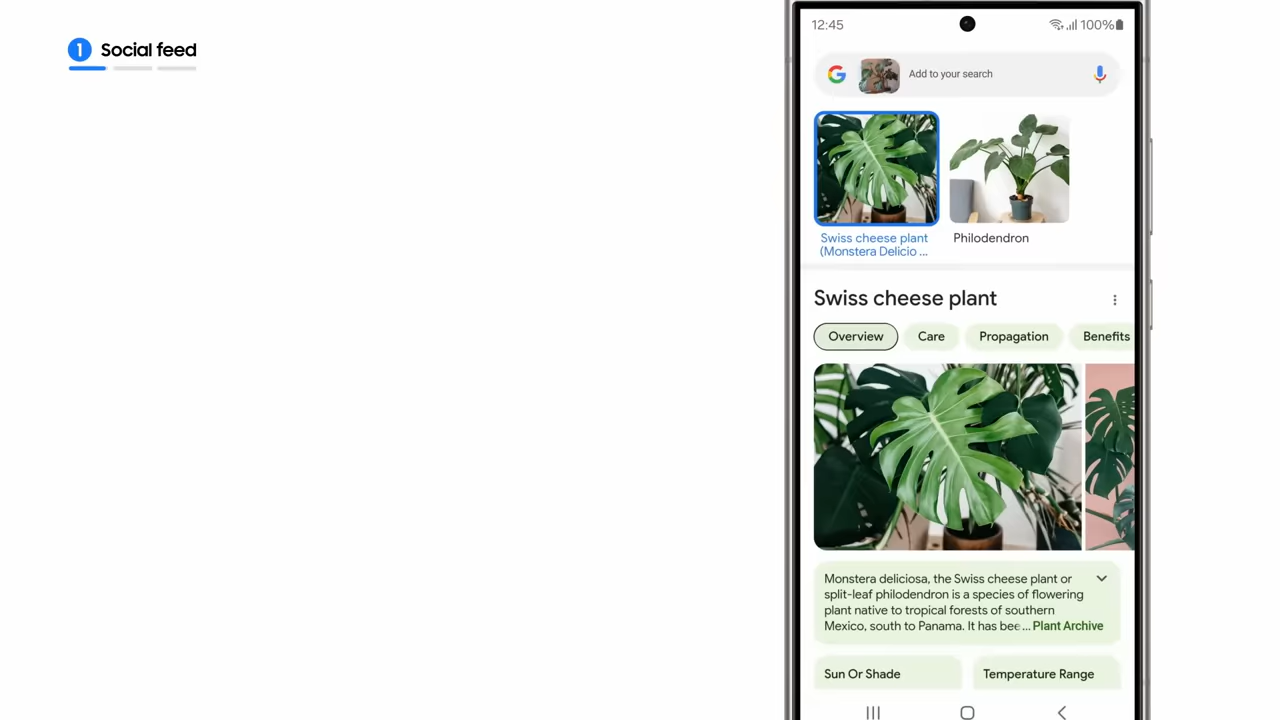 1 Social feed
12:45
100%
G Add to your search
Swiss cheese plant
(Monstera Delicio ...
Philodendron
Swiss cheese plant
Overview
Care
Propagation
Benefits
Monstera deliciosa, the Swiss cheese plant or
split-leaf philodendron is a species of flowering
plant native to tropical forests of southern
Mexico, south to Panama. It has bee... Plant Archive
Sun Or Shade
Temperature Range